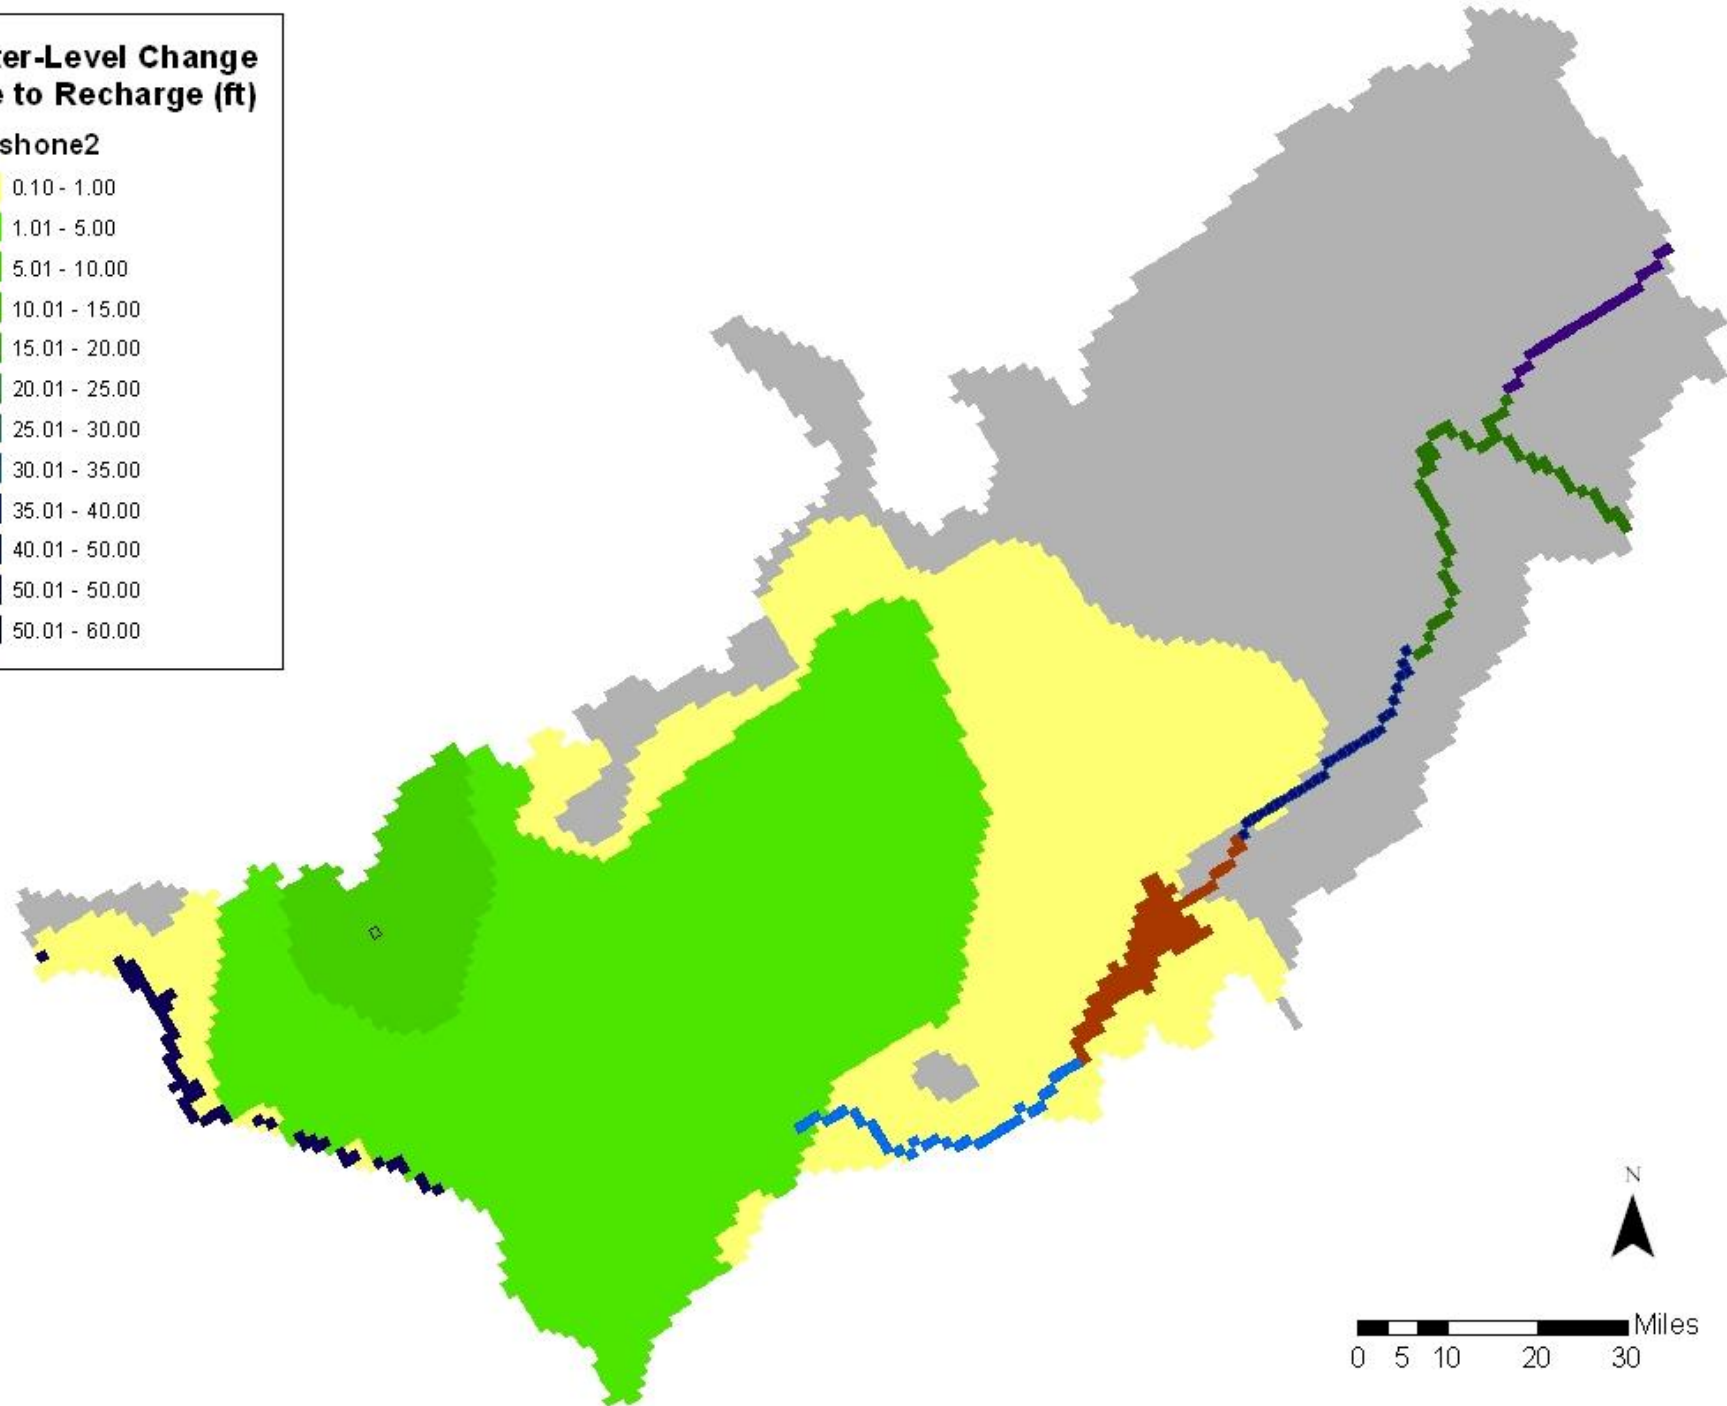 ter-Level Change
e to Recharge (ft)
shone2
0.10 - 1.00
1.01 - 5.00
5.01 - 10.00
10.01 - 15.00
15.01 - 20.00
20.01 - 25.00
25.01 - 30.00
30.01 - 35.00
35.01 - 40.00
40.01 - 50.00
50.01 - 50.00
50.01 - 60.00
N
Miles
0 5 10 20 30